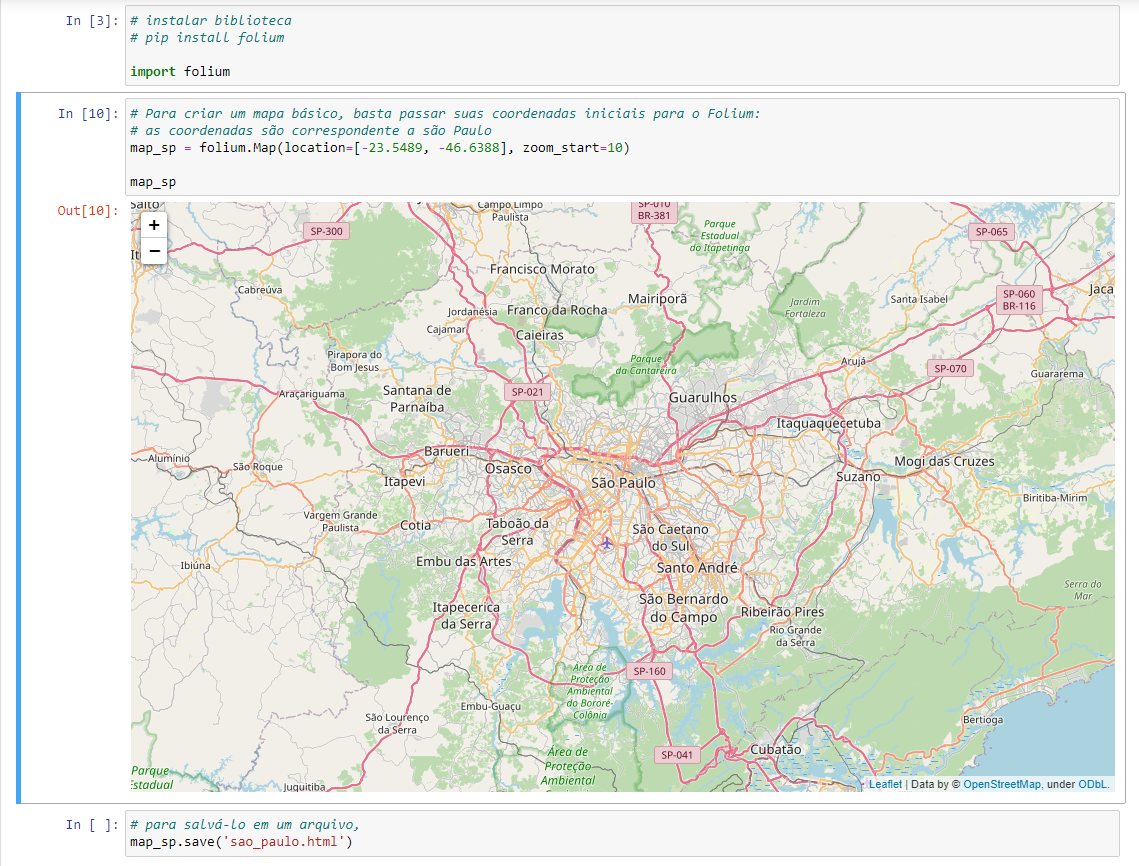 In [3]:
# instalar biblioteca
# pip install folium
import folium
In [10]:
# Para criar um mapa básico, basta passar suas coordenadas iniciais para o Folium:
# as coordenadas são correspondente a são Paulo
map_sp = folium.Map(location=[-23.5489, -46.6388], zoom_start=10)
map_sp
Out[10]:
+
−
Salto
Campo Limpo
Paulista
SP-010
BR-381
SP-300
Parque
Estadual
do Itapetinga
SP-065
Francisco Morato
Cabreúva
Mairiporã
Jardim
Fortaleza
Santa Isabel
SP-060
BR-116
Jaca
Jordanésia
Franco da Rocha
Cajamar
Caieiras
Pirapora do
Bom Jesus
Parque
da Cantareira
Arujá
SP-070
Guararema
Araçariguama
Santana de
Parnaíba
SP-021
Guarulhos
Itaquaquecetuba
Barueri
Alumínio
São Roque
Osasco
Itapevi
São Paulo
Suzano
Mogi das Cruzes
Biritiba-Mirim
Vargem Grande
Paulista
Cotia
Taboão da
Serra
São Caetano
do Sul
Ibiúna
Embu das Artes
Santo André
Serra do
Mar
Itapecerica
da Serra
São Bernardo
do Campo
Ribeirão Pires
Rio Grande
da Serra
SP-160
Área de
Proteção
Ambiental
do Bororé-
Colônia
Embu-Guaçu
São Lourenço
da Serra
Bertioga
Cubatão
SP-041
Área de
Proteção
Ambiental
Parque
Estadual
Juquitiba
Leaflet | Data by © OpenStreetMap, under ODbL.
In [ ]:
# para salvá-lo em um arquivo,
map_sp.save('sao_paulo.html')